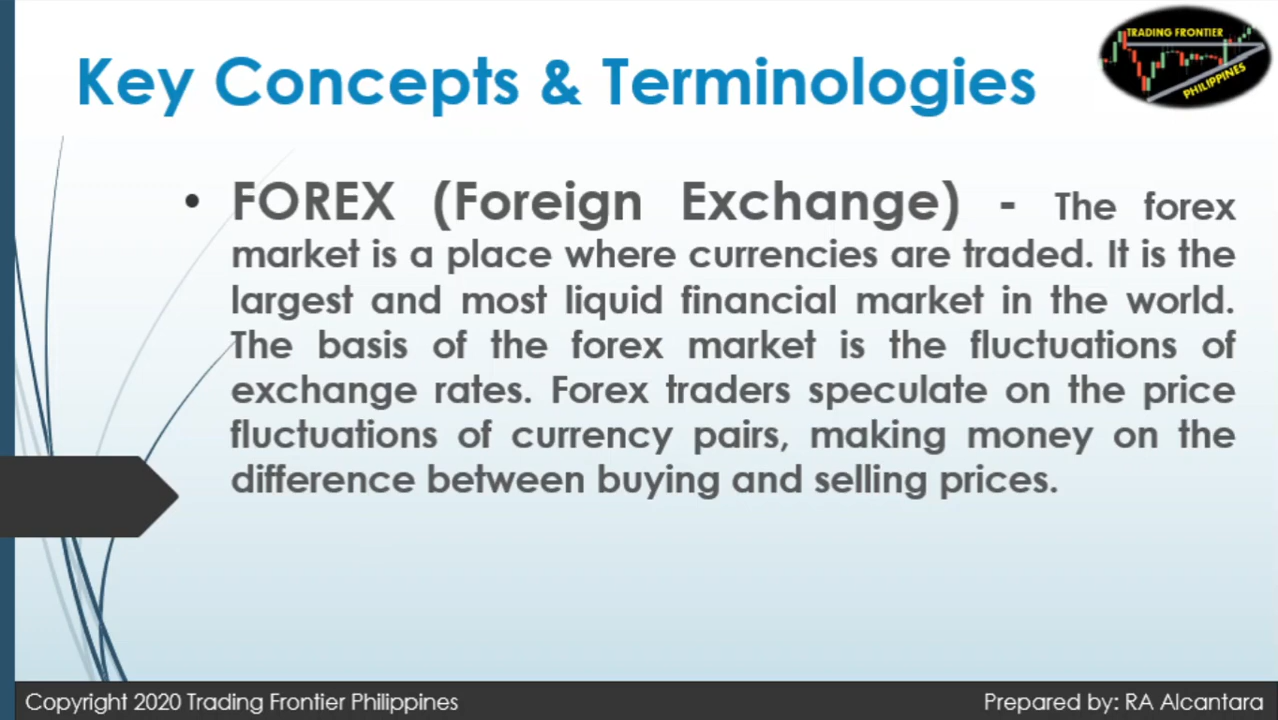 TRADING FRONTIER
PHILIPPINES
Key Concepts & Terminologies
• FOREX (Foreign Exchange) - The forex
market is a place where currencies are traded. It is the
largest and most liquid financial market in the world.
The basis of the forex market is the fluctuations of
exchange rates. Forex traders speculate on the price
fluctuations of currency pairs, making money on the
difference between buying and selling prices.
Copyright 2020 Trading Frontier Philippines
Prepared by: RA Alcantara